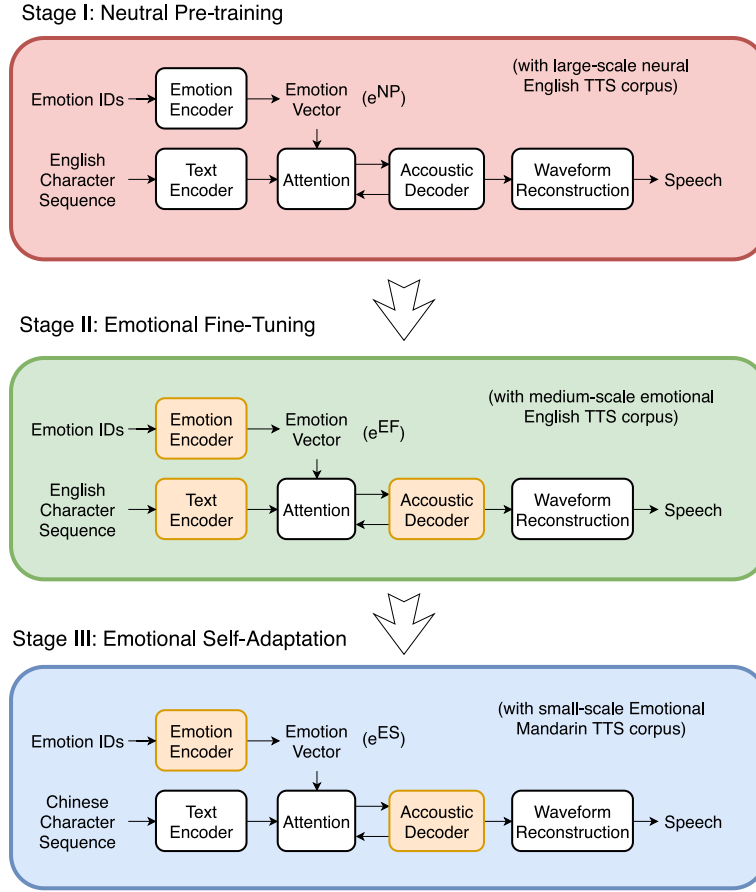 Stage I: Neutral Pre-training
(with large-scale neural
English TTS corpus)
Emotion IDs
Emotion
Encoder
Emotion
Vector
(e^NP)
English
Character
Sequence
Text
Encoder
Attention
Accoustic
Decoder
Waveform
Reconstruction
Speech
Stage II: Emotional Fine-Tuning
(with medium-scale emotional
English TTS corpus)
Emotion IDs
Emotion
Encoder
Emotion
Vector
(e^EF)
English
Character
Sequence
Text
Encoder
Attention
Accoustic
Decoder
Waveform
Reconstruction
Speech
Stage III: Emotional Self-Adaptation
(with small-scale Emotional
Mandarin TTS corpus)
Emotion IDs
Emotion
Encoder
Emotion
Vector
(e^ES)
Chinese
Character
Sequence
Text
Encoder
Attention
Accoustic
Decoder
Waveform
Reconstruction
Speech